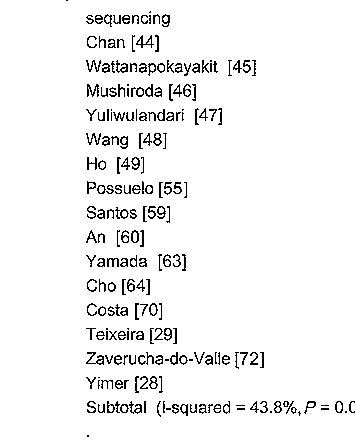 sequencing
Chan [44]
Wattanapokayakit [45]
Mushiroda [46]
Yuliwulandari [47]
Wang [48]
Ho [49]
Possuelo [55]
Santos [59]
An [60]
Yamada [63]
Cho [64]
Costa [70]
Teixeira [29]
Zaverucha-do-Valle [72]
Yimer [28]
Subtotal (I-squared = 43.8%, P = 0.0
.